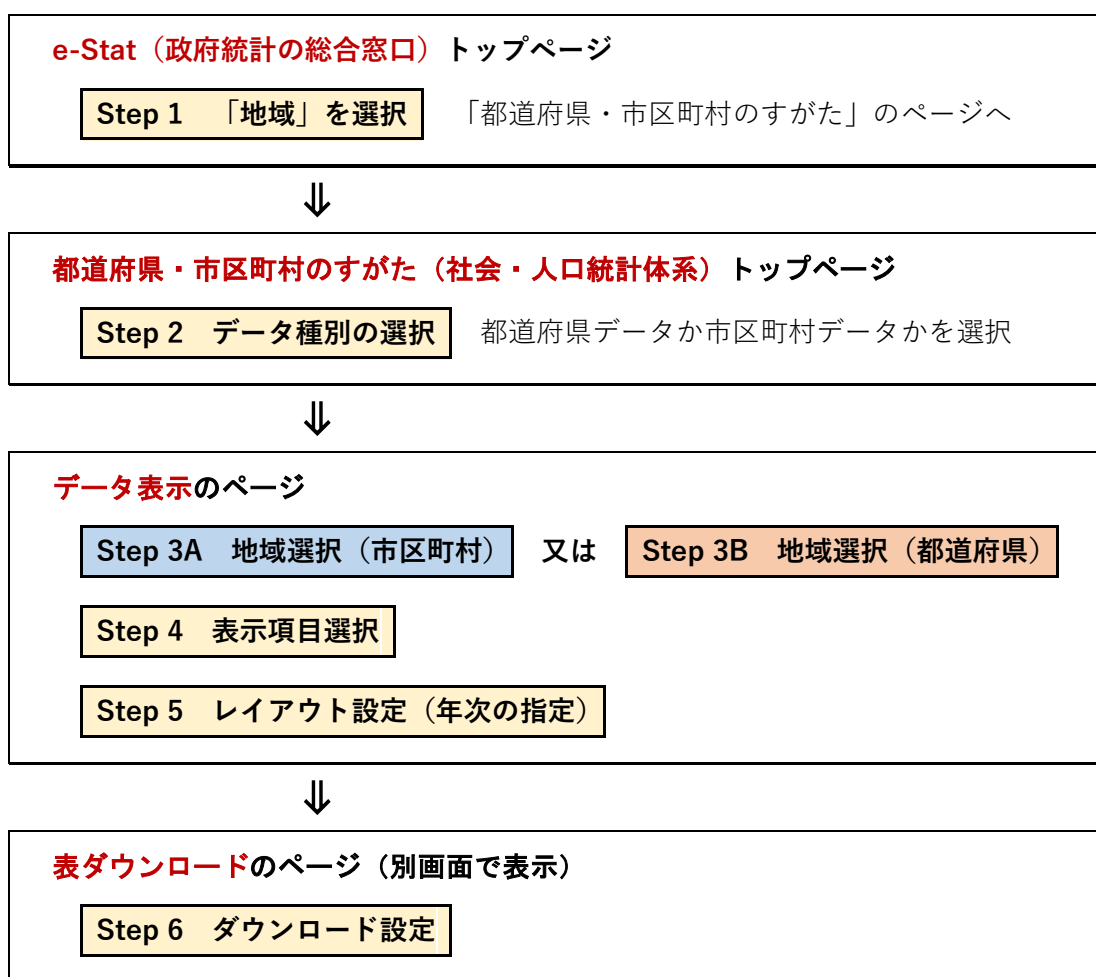 e-Stat（政府統計の総合窓口）トップページ
Step 1　「地域」を選択　「都道府県・市区町村のすがた」のページへ
⇓
都道府県・市区町村のすがた（社会・人口統計体系）トップページ
Step 2　データ種別の選択　都道府県データか市区町村データかを選択
⇓
データ表示のページ
Step 3A　地域選択（市区町村）　又は　Step 3B　地域選択（都道府県）
Step 4　表示項目選択
Step 5　レイアウト設定（年次の指定）
⇓
表ダウンロードのページ（別画面で表示）
Step 6　ダウンロード設定